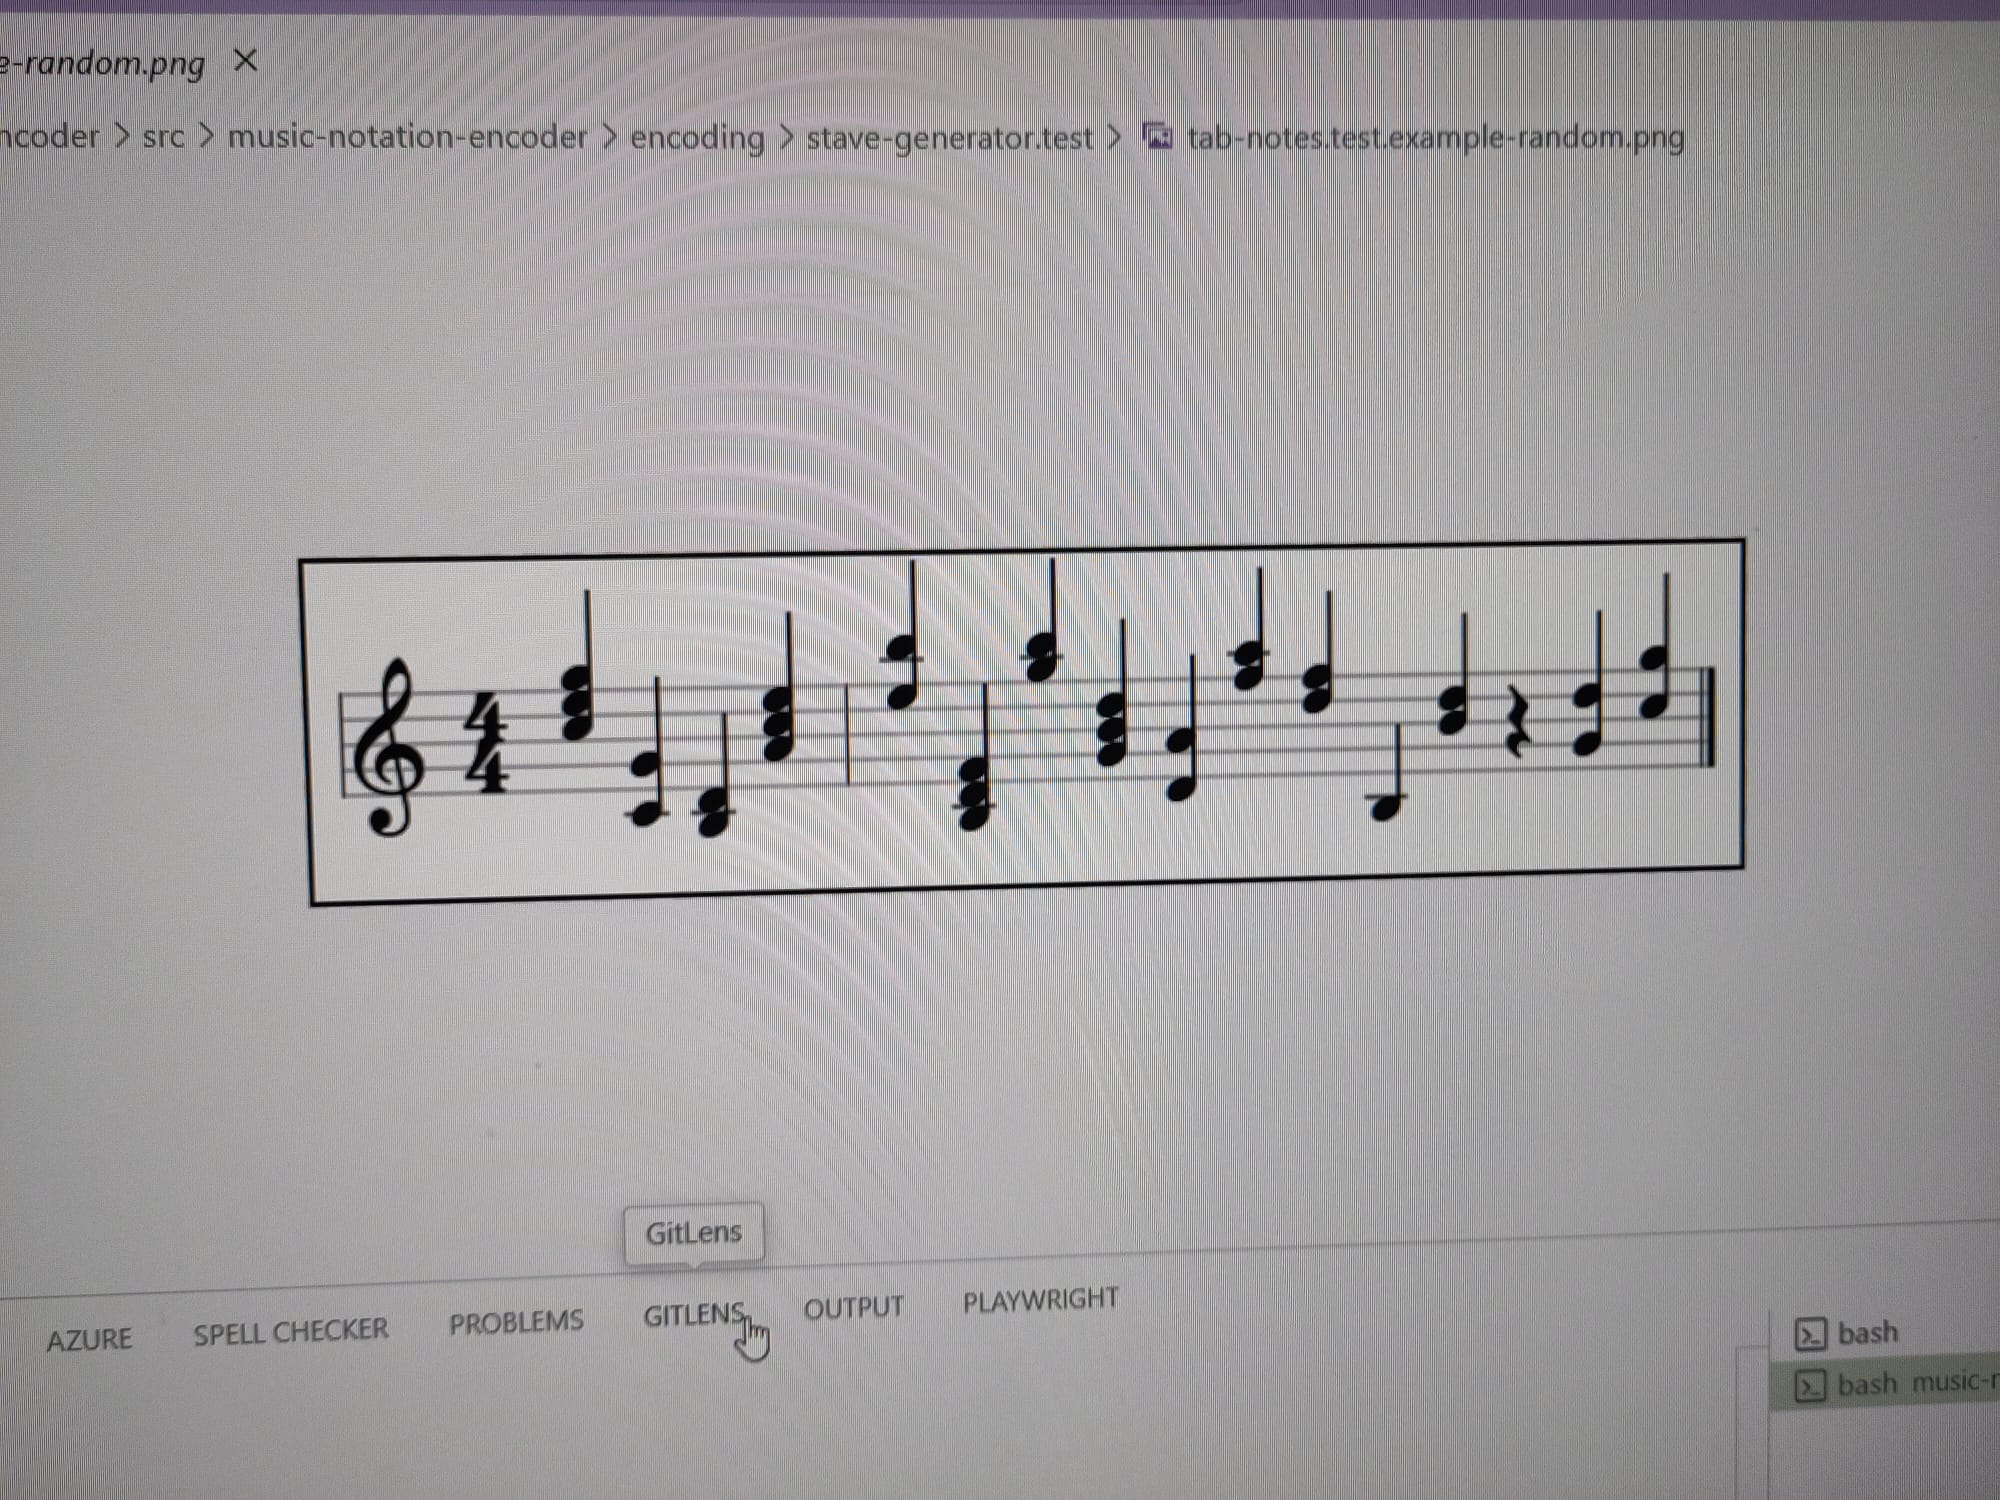 e-random.png
ncoder > src > music-notation-encoder > encoding > stave-generator.test > tab-notes.test.example-random.png
4
4
GitLens
AZURE SPELL CHECKER PROBLEMS GITLENS OUTPUT PLAYWRIGHT
bash
bash music-r